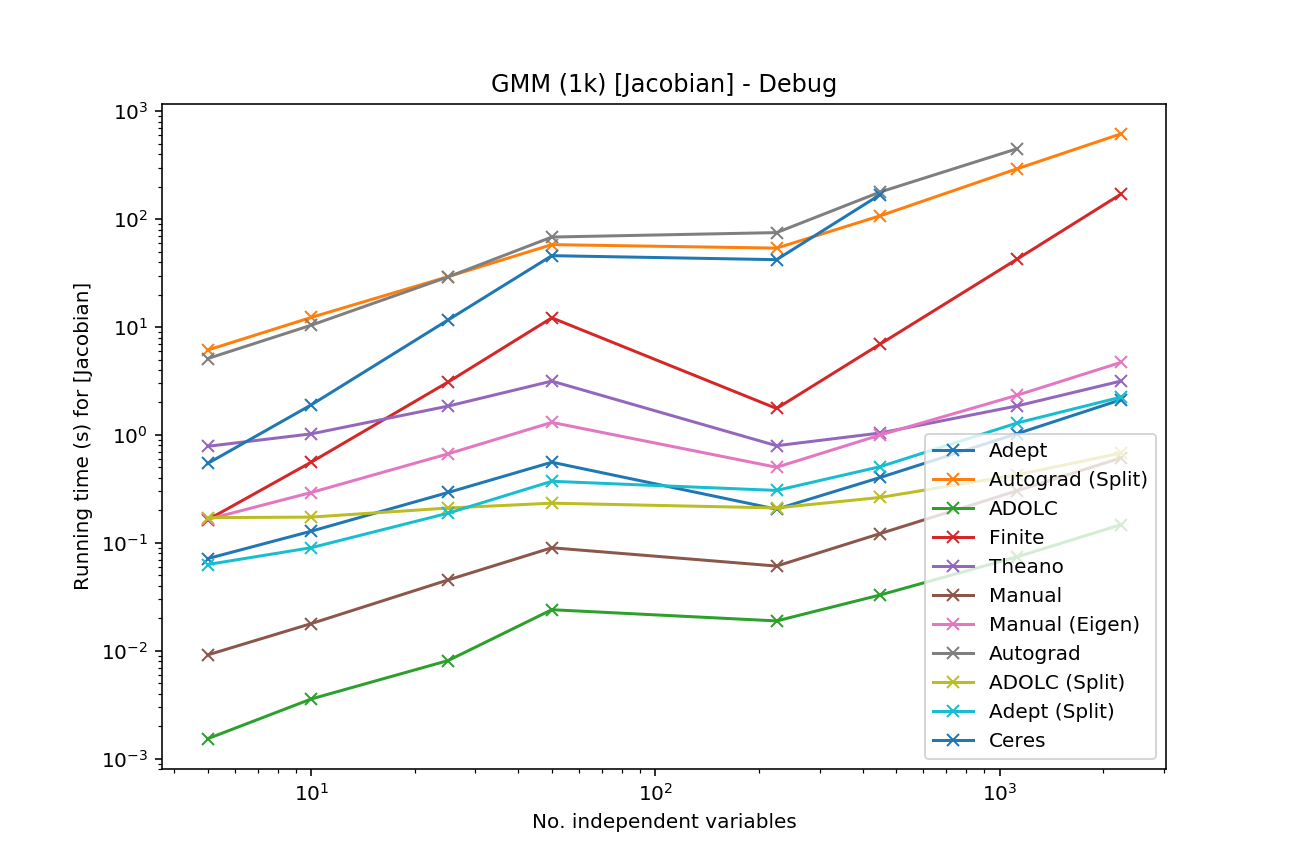 GMM (1k) [Jacobian] - Debug
Running time (s) for [Jacobian]
10³
10²
10¹
10⁰
10⁻¹
10⁻²
10⁻³
Adept
Autograd (Split)
ADOLC
Finite
Theano
Manual
Manual (Eigen)
Autograd
ADOLC (Split)
Adept (Split)
Ceres
10¹ 10² 10³
No. independent variables